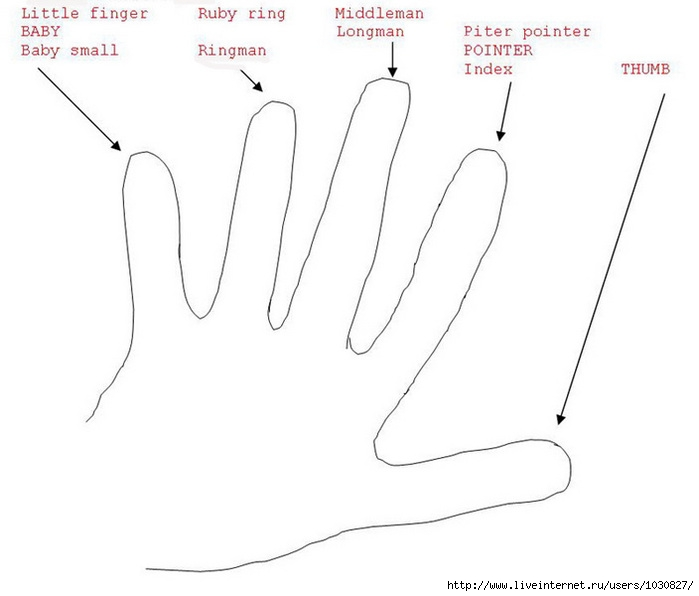 Little finger
BABY
Baby small
Ruby ring
Ringman
Middleman
Longman
Piter pointer
POINTER
Index
THUMB
http://www.liveinternet.ru/users/1030827/